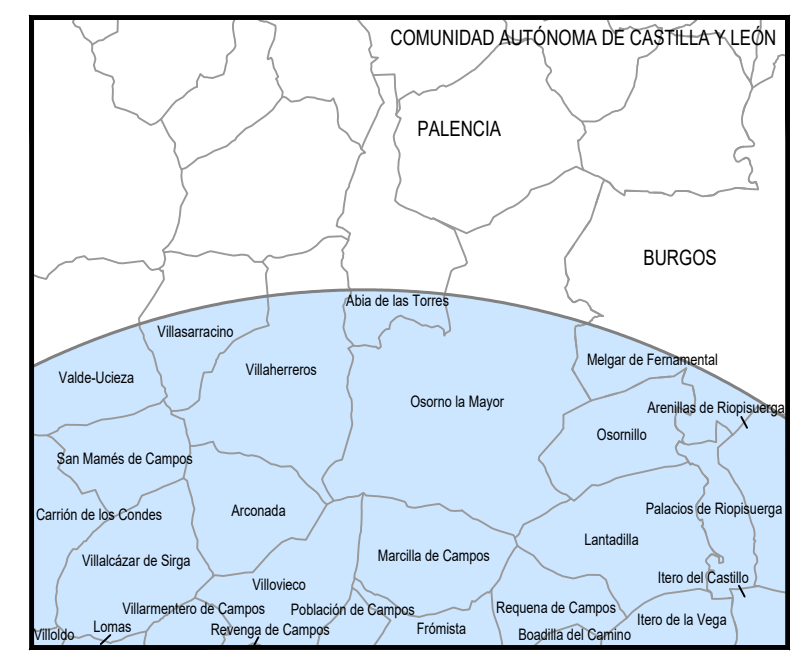 COMUNIDAD AUTÓNOMA DE CASTILLA Y LEÓN
PALENCIA
BURGOS
Abia de las Torres
Villasarracino
Melgar de Fernamental
Villaherreros
Valde-Ucieza
Osorno la Mayor
Arenillas de Riopisuerga
Osornillo
San Mamés de Campos
Palacios de Riopisuerga
Arconada
Carrión de los Condes
Lantadilla
Marcilla de Campos
Villalcázar de Sirga
Itero del Castillo
Villovieco
Villarmentero de Campos
Población de Campos
Requena de Campos
Itero de la Vega
Lomas
Revenga de Campos
Frómista
Villoldo
Boadilla del Camino